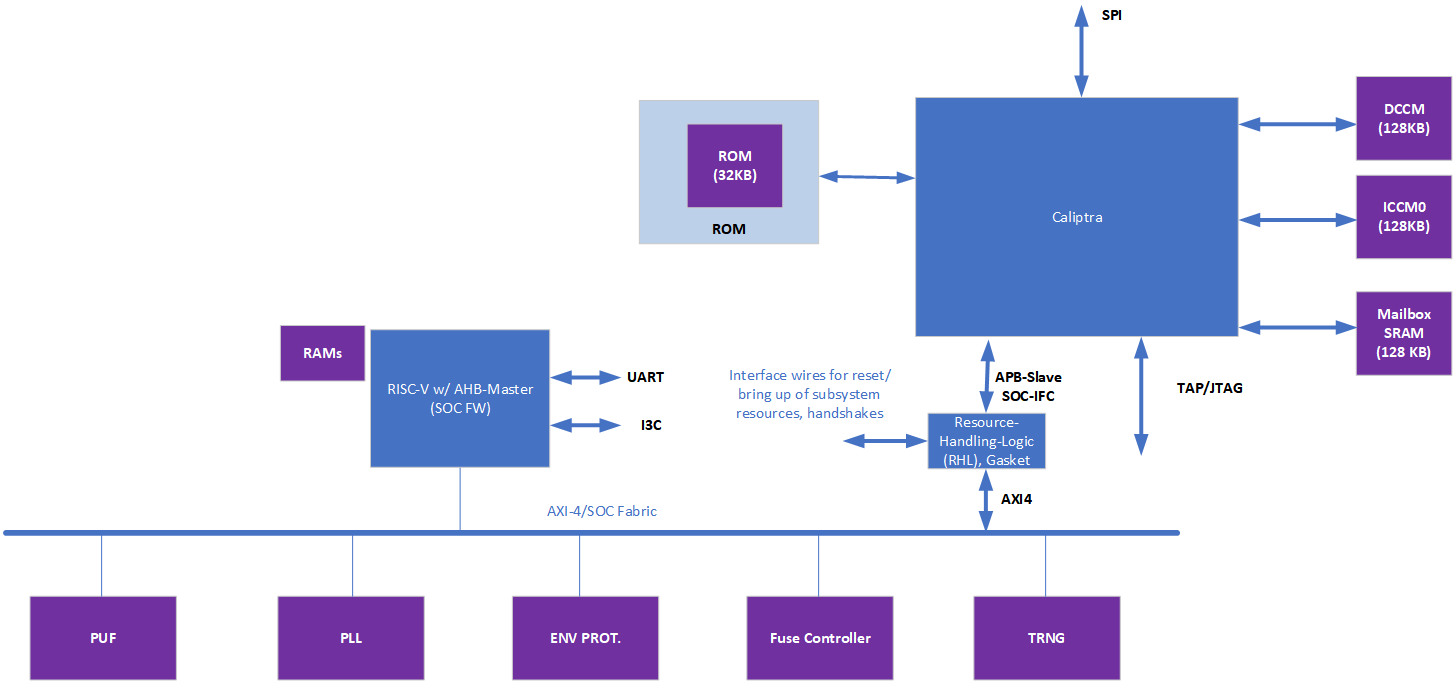 SPI
DCCM
(128KB)
ROM
(32KB)
ROM
Caliptra
ICCM0
(128KB)
Mailbox
SRAM
(128 KB)
RAMs
RISC-V w/ AHB-Master
(SOC FW)
UART
I3C
Interface wires for reset/
bring up of subsystem
resources, handshakes
APB-Slave
SOC-IFC
TAP/JTAG
Resource-
Handling-Logic
(RHL), Gasket
AXI4
AXI-4/SOC Fabric
PUF
PLL
ENV PROT.
Fuse Controller
TRNG